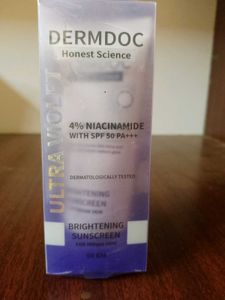 DERMDOC
Honest Science
ULTRA VIOLET
4% NIACINAMIDE
WITH SPF 50 PA+++
DERMATOLOGICALLY TESTED
BRIGHTENING
SUNSCREEN